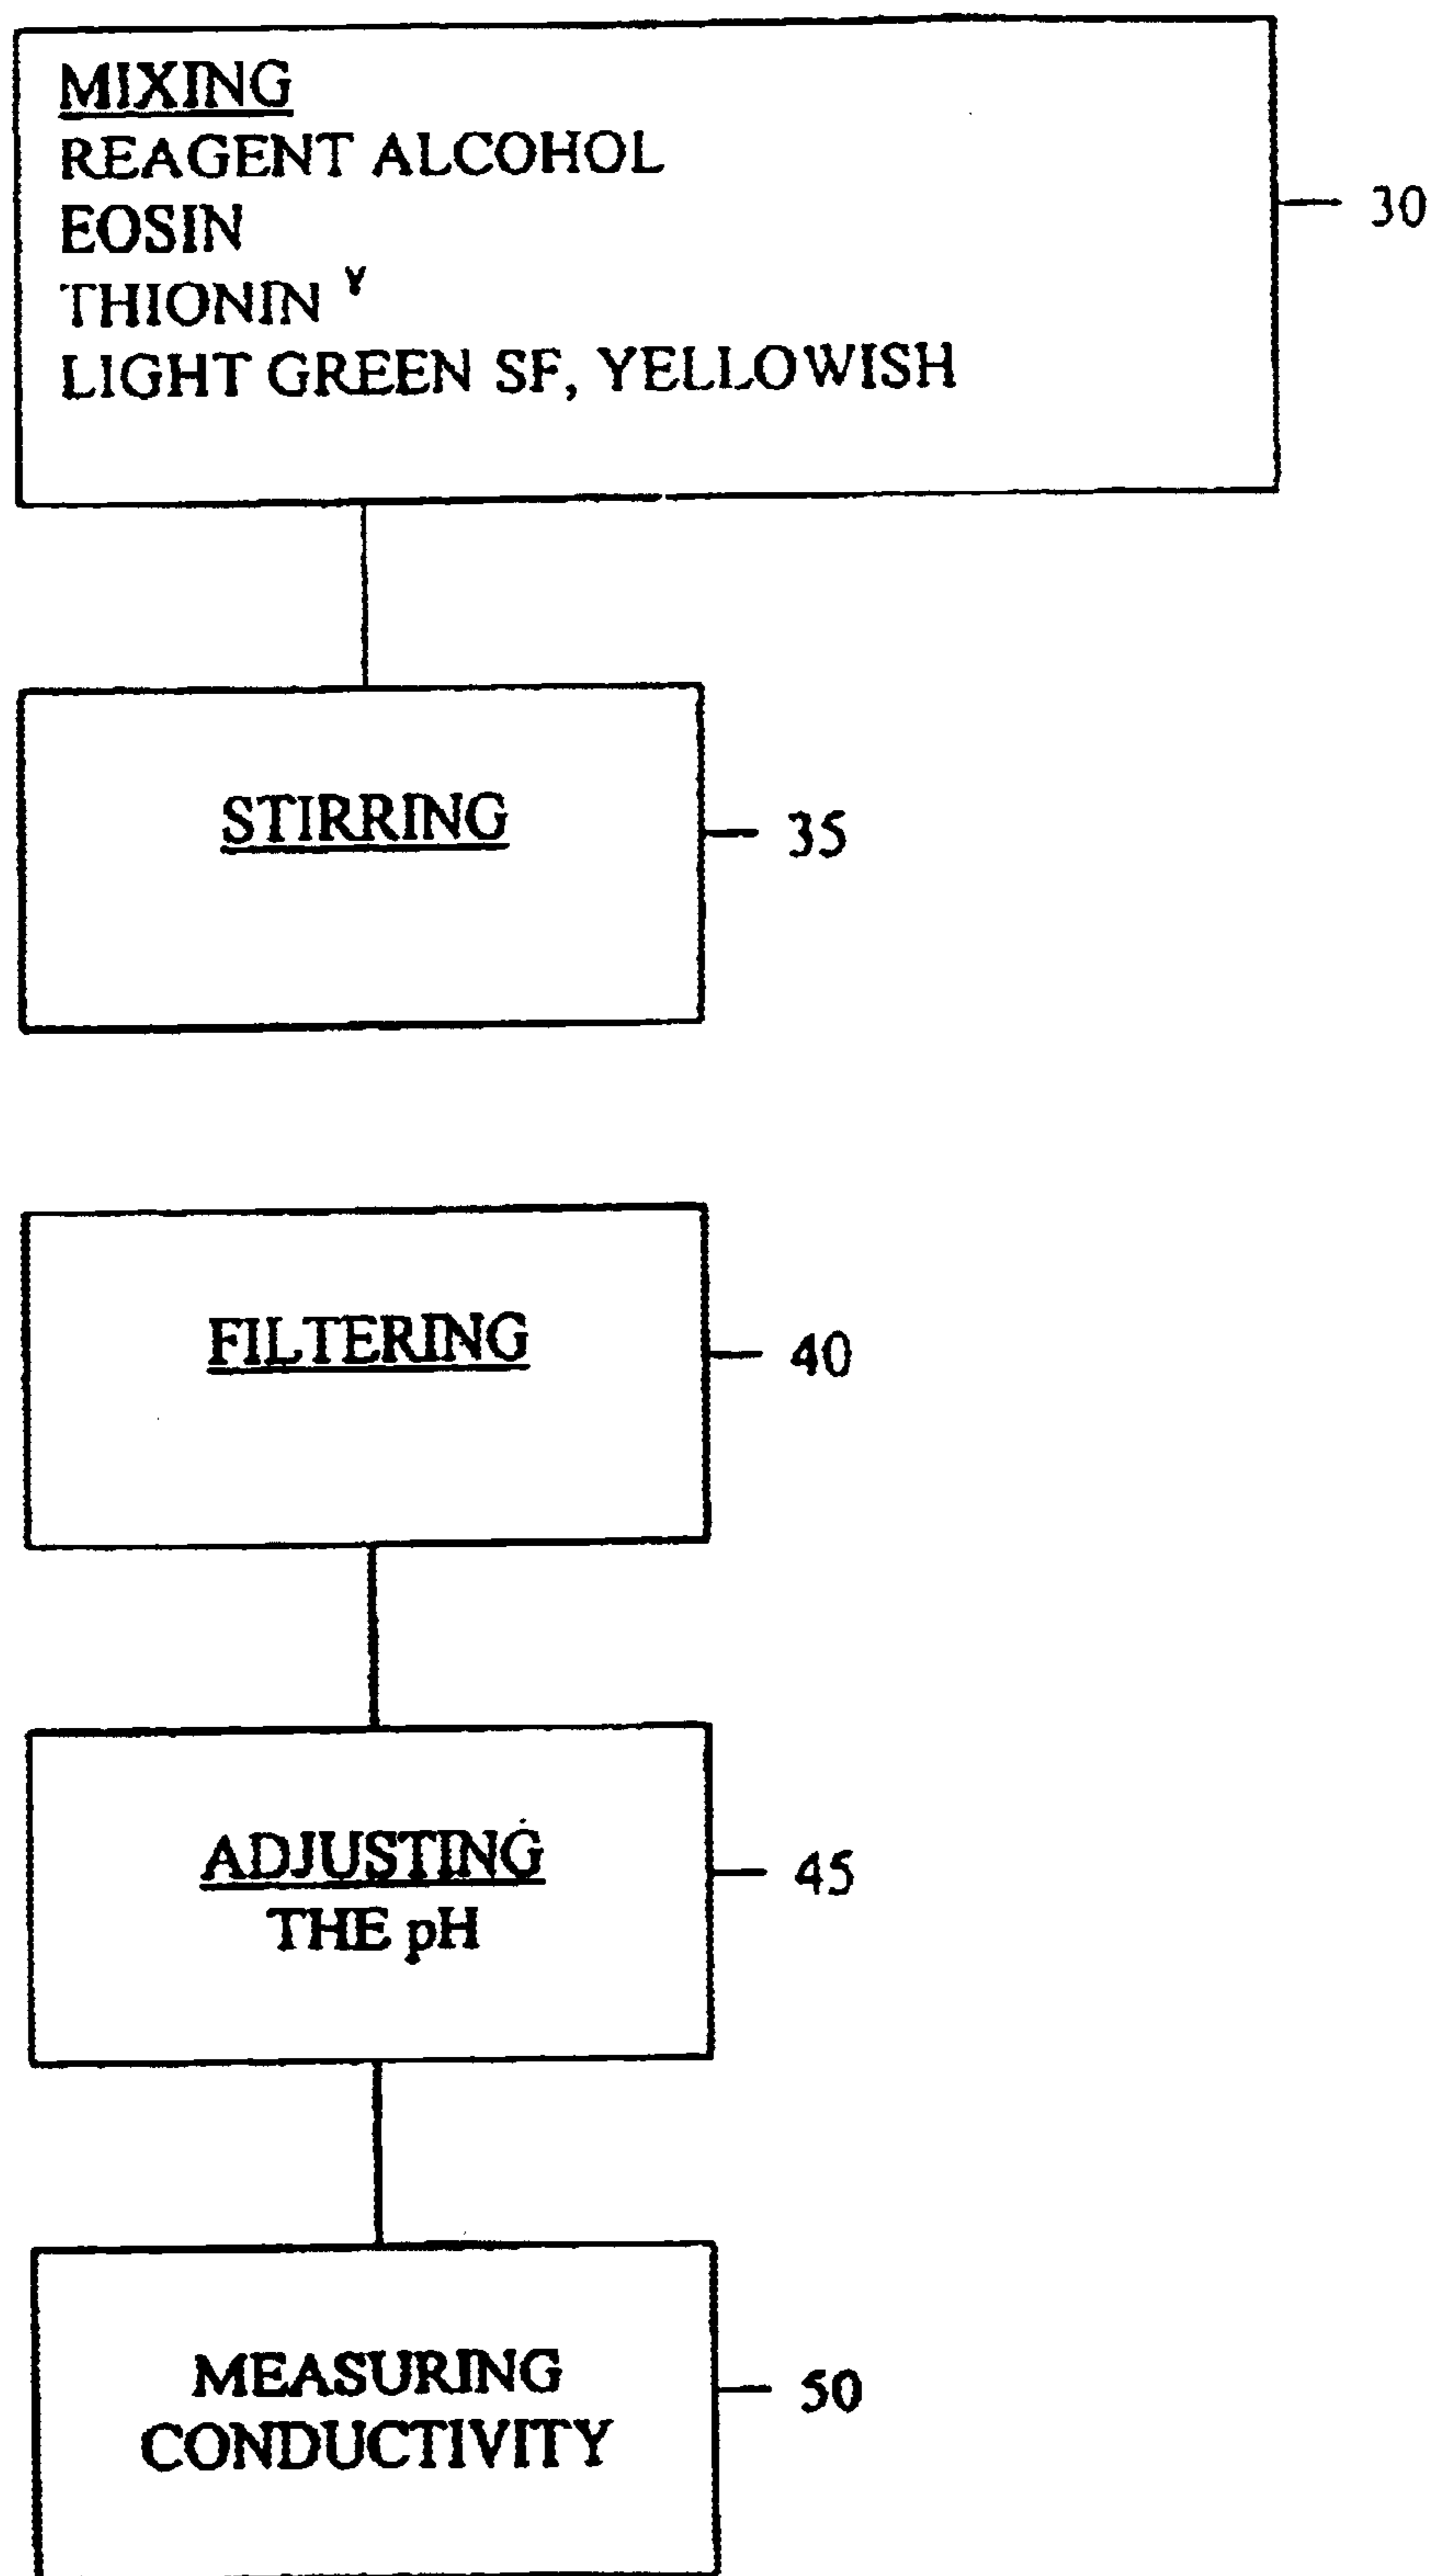 MIXING
REAGENT ALCOHOL
EOSIN
THIONIN Y
LIGHT GREEN SF, YELLOWISH
30
STIRRING
35
FILTERING
40
ADJUSTING
THE pH
45
MEASURING
CONDUCTIVITY
50